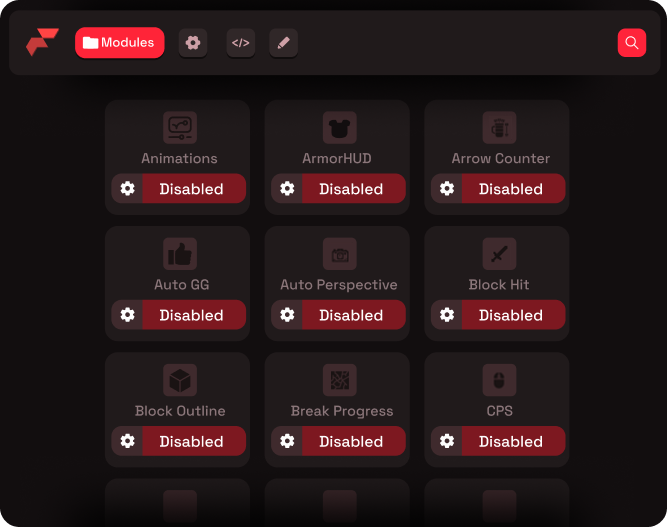 Modules
</>
Animations
ArmorHUD
Arrow Counter
Disabled
Disabled
Disabled
Auto GG
Auto Perspective
Block Hit
Disabled
Disabled
Disabled
Block Outline
Break Progress
CPS
Disabled
Disabled
Disabled